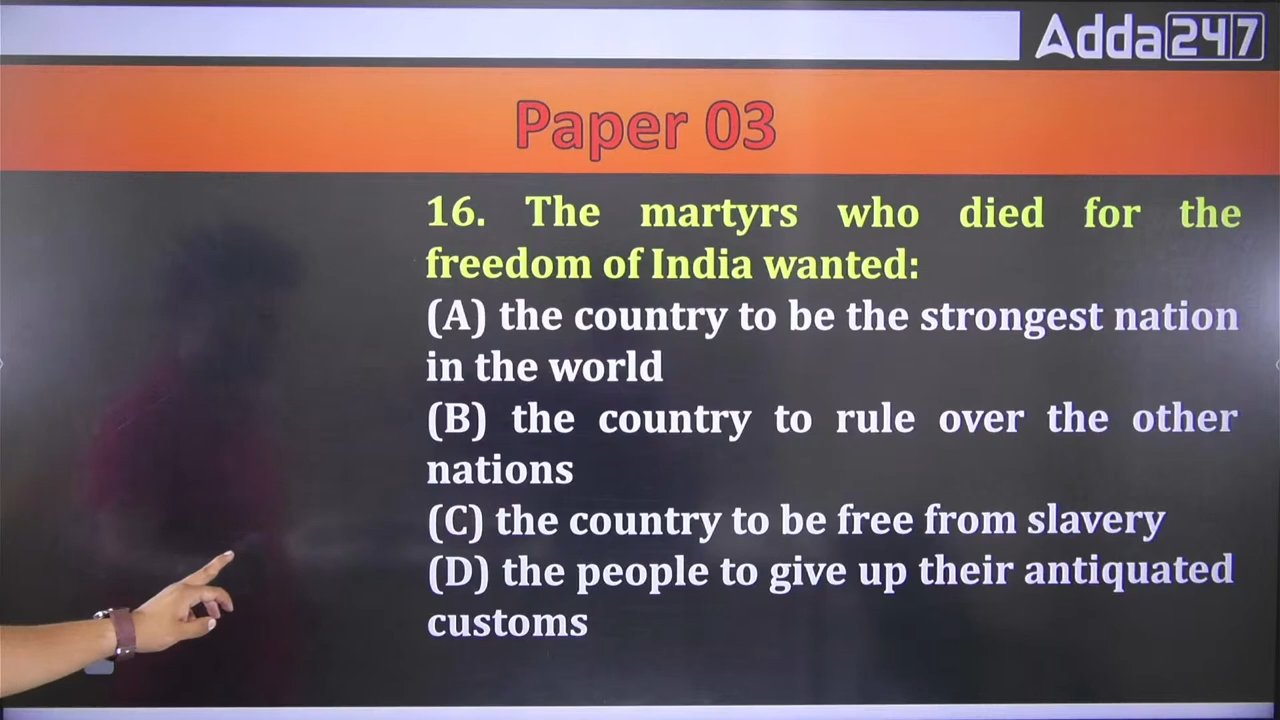 Adda247
Paper 03
16. The martyrs who died for the
freedom of India wanted:
(A) the country to be the strongest nation
in the world
(B) the country to rule over the other
nations
(C) the country to be free from slavery
(D) the people to give up their antiquated
customs